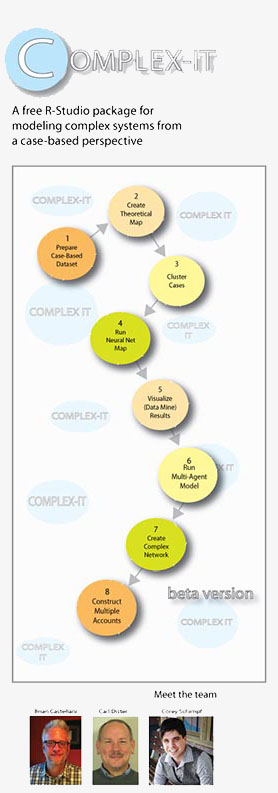 COMPLEX-IT
A free R-Studio package for
modeling complex systems from
a case-based perspective
COMPLEX-IT
2
Create
Theoretical
Map
COMPLEX IT
1
Prepare
Case-Based
Dataset
3
Cluster
Cases
COMPLEX IT
4
Run
Neural Net
Map
COMPLEX
IT
COMPLEX-IT
5
Visualize
(Data Mine)
Results
6
Run
Multi-Agent
Model
COMPLEX-IT
7
Create
Complex
Network
8
Construct
Multiple
Accounts
beta version
COMPLEX IT
COMPLEX
IT
Meet the team
Brian Castellani
Carl Dister
Corey Schimpf